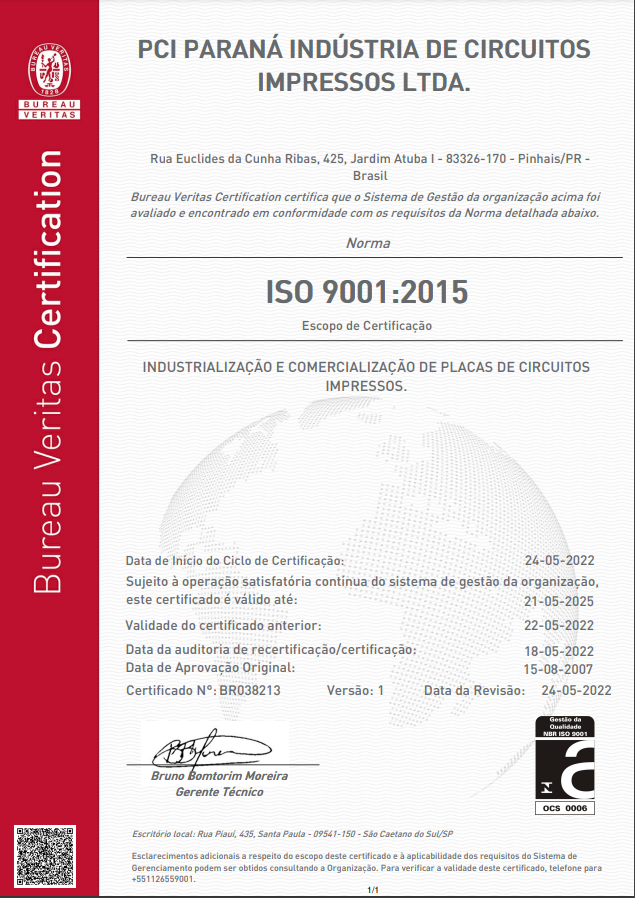 PCI PARANÁ INDÚSTRIA DE CIRCUITOS
IMPRESSOS LTDA.
BUREAU VERITAS
1828
BUREAU
VERITAS
Bureau Veritas Certification
Rua Euclides da Cunha Ribas, 425, Jardim Atuba I - 83326-170 - Pinhais/PR -
Brasil
Bureau Veritas Certification certifica que o Sistema de Gestão da organização acima foi
avaliado e encontrado em conformidade com os requisitos da Norma detalhada abaixo.
Norma
ISO 9001:2015
Escopo de Certificação
INDUSTRIALIZAÇÃO E COMERCIALIZAÇÃO DE PLACAS DE CIRCUITOS
IMPRESSOS.
Data de Início do Ciclo de Certificação: 24-05-2022
Sujeito à operação satisfatória contínua do sistema de gestão da organização,
este certificado é válido até: 21-05-2025
Validade do certificado anterior: 22-05-2022
Data da auditoria de recertificação/certificação: 18-05-2022
Data de Aprovação Original: 15-08-2007
Certificado Nº: BR038213 Versão: 1 Data da Revisão: 24-05-2022
Gestão da
Qualidade
NBR ISO 9001
OCS 0006
Bruno Bomtorim Moreira
Gerente Técnico
Escritório local: Rua Piauí, 435, Santa Paula - 09541-150 - São Caetano do Sul/SP
Esclarecimentos adicionais a respeito do escopo deste certificado e à aplicabilidade dos requisitos do Sistema de
Gerenciamento podem ser obtidos consultando a Organização. Para verificar a validade deste certificado, telefone para
+551126559001.
1/1